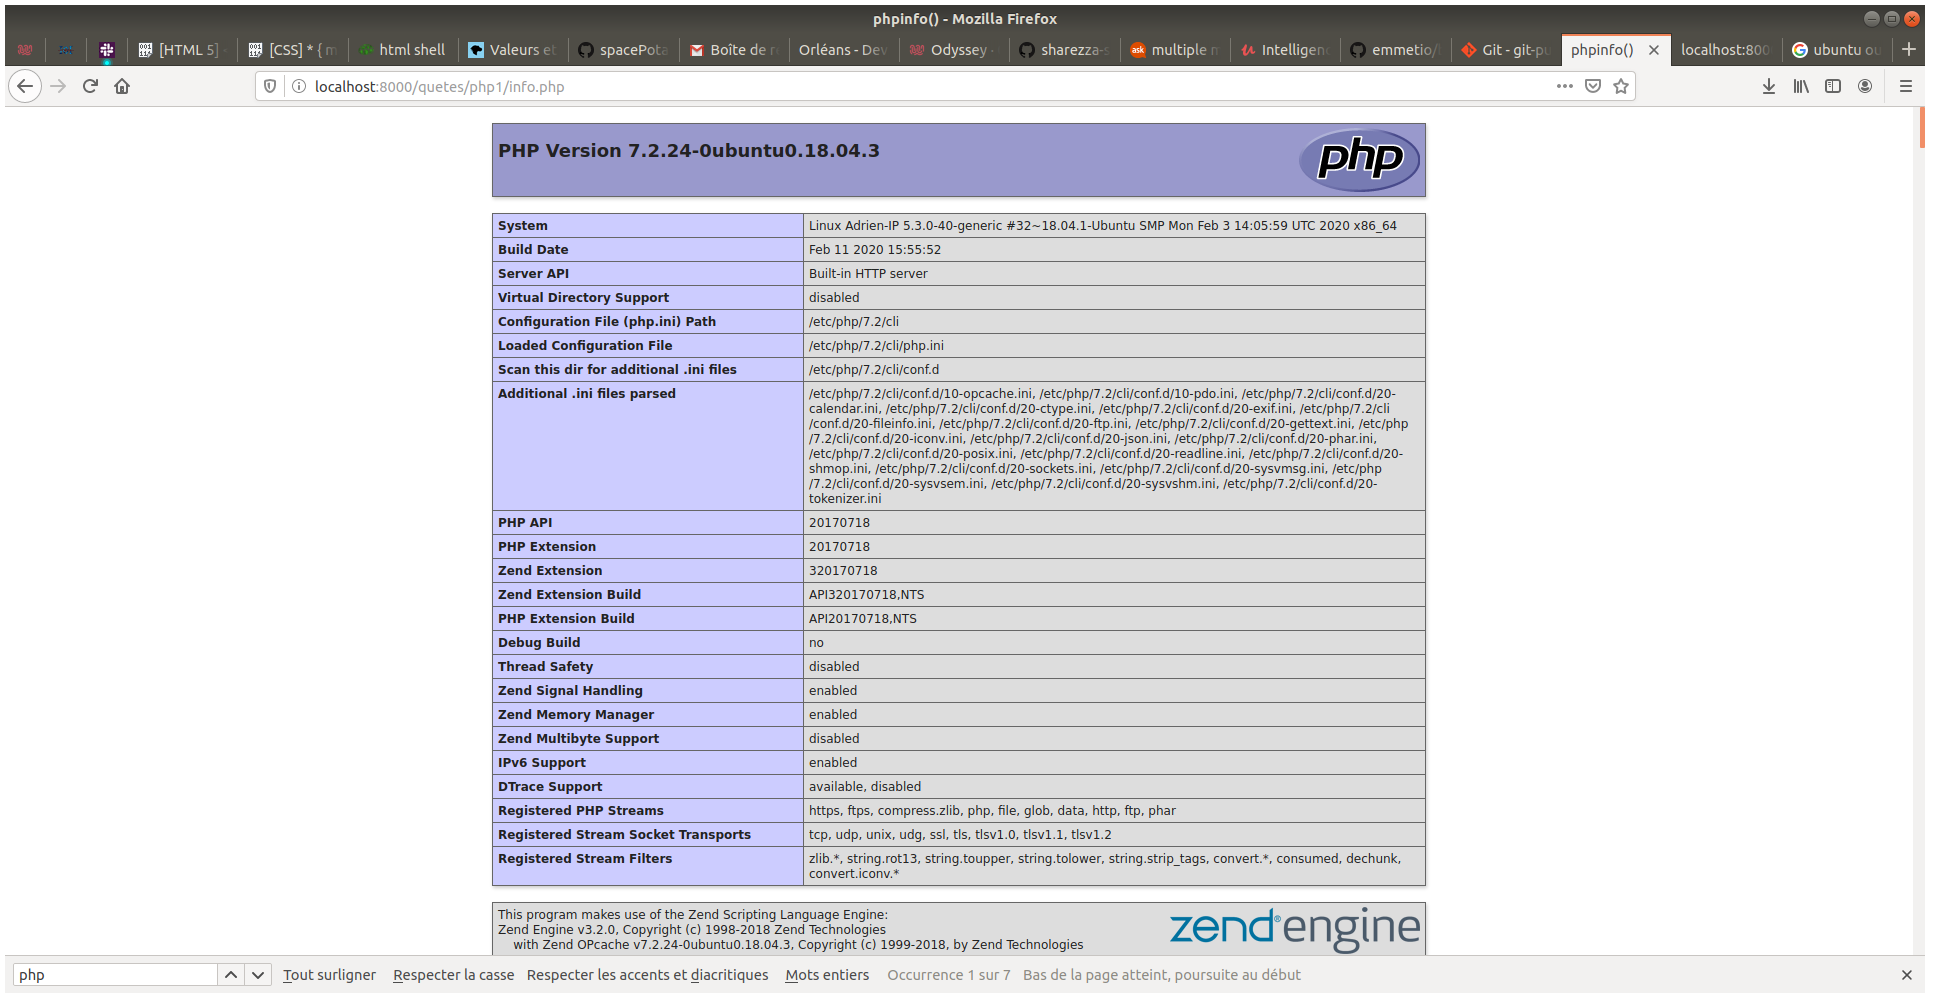 phpinfo() - Mozilla Firefox
[HTML 5] [CSS] * { m html shell Valeurs et spacePota Boîte de r Orléans - Dev Odyssey - sharezza-s multiple m Intelligenc emmetio/ Git - git-pu phpinfo() localhost:800 ubuntu ou
localhost:8000/quetes/php1/info.php
PHP Version 7.2.24-0ubuntu0.18.04.3
php
System Linux Adrien-IP 5.3.0-40-generic #32~18.04.1-Ubuntu SMP Mon Feb 3 14:05:59 UTC 2020 x86_64
Build Date Feb 11 2020 15:55:52
Server API Built-in HTTP server
Virtual Directory Support disabled
Configuration File (php.ini) Path /etc/php/7.2/cli
Loaded Configuration File /etc/php/7.2/cli/php.ini
Scan this dir for additional .ini files /etc/php/7.2/cli/conf.d
Additional .ini files parsed /etc/php/7.2/cli/conf.d/10-opcache.ini, /etc/php/7.2/cli/conf.d/10-pdo.ini, /etc/php/7.2/cli/conf.d/20-
calendar.ini, /etc/php/7.2/cli/conf.d/20-ctype.ini, /etc/php/7.2/cli/conf.d/20-exif.ini, /etc/php/7.2/cli
/conf.d/20-fileinfo.ini, /etc/php/7.2/cli/conf.d/20-ftp.ini, /etc/php/7.2/cli/conf.d/20-gettext.ini, /etc/php
/7.2/cli/conf.d/20-iconv.ini, /etc/php/7.2/cli/conf.d/20-json.ini, /etc/php/7.2/cli/conf.d/20-phar.ini,
/etc/php/7.2/cli/conf.d/20-posix.ini, /etc/php/7.2/cli/conf.d/20-readline.ini, /etc/php/7.2/cli/conf.d/20-
shmop.ini, /etc/php/7.2/cli/conf.d/20-sockets.ini, /etc/php/7.2/cli/conf.d/20-sysvmsg.ini, /etc/php
/7.2/cli/conf.d/20-sysvsem.ini, /etc/php/7.2/cli/conf.d/20-sysvshm.ini, /etc/php/7.2/cli/conf.d/20-
tokenizer.ini
PHP API 20170718
PHP Extension 20170718
Zend Extension 320170718
Zend Extension Build API320170718,NTS
PHP Extension Build API20170718,NTS
Debug Build no
Thread Safety disabled
Zend Signal Handling enabled
Zend Memory Manager enabled
Zend Multibyte Support disabled
IPv6 Support enabled
DTrace Support available, disabled
Registered PHP Streams https, ftps, compress.zlib, php, file, glob, data, http, ftp, phar
Registered Stream Socket Transports tcp, udp, unix, udg, ssl, tls, tlsv1.0, tlsv1.1, tlsv1.2
Registered Stream Filters zlib.*, string.rot13, string.toupper, string.tolower, string.strip_tags, convert.*, consumed, dechunk,
convert.iconv.*
This program makes use of the Zend Scripting Language Engine:
Zend Engine v3.2.0, Copyright (c) 1998-2018 Zend Technologies
with Zend OPcache v7.2.24-0ubuntu0.18.04.3, Copyright (c) 1999-2018, by Zend Technologies
zend® engine
php Tout surligner Respecter la casse Respecter les accents et diacritiques Mots entiers Occurrence 1 sur 7 Bas de la page atteint, poursuite au début